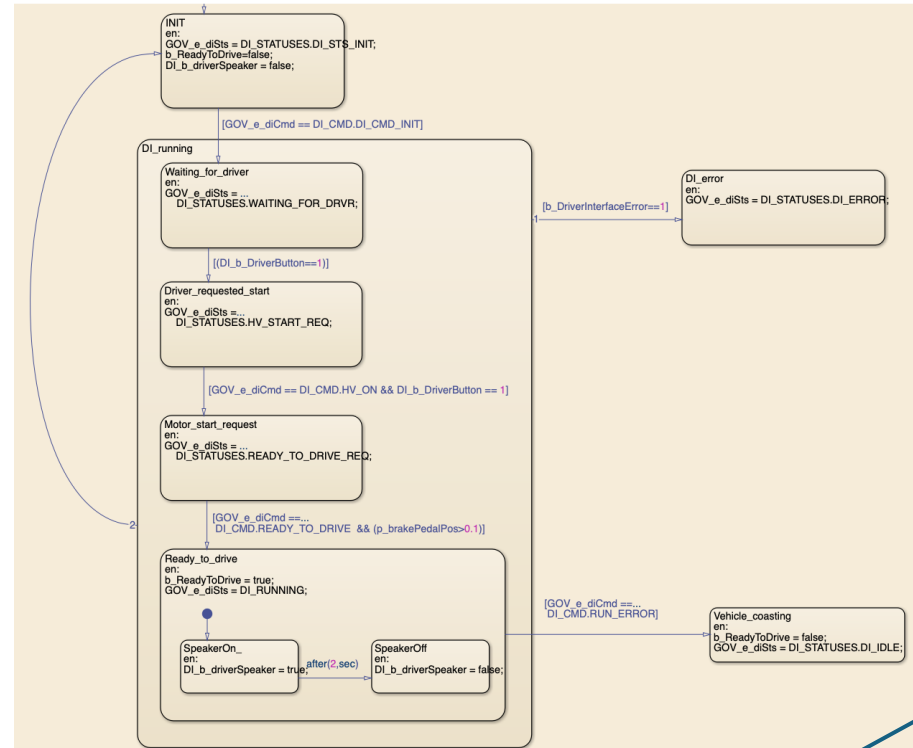 INIT
en:
GOV_e_diSts = DI_STATUSES.DI_STS_INIT;
b_ReadyToDrive=false;
DI_b_driverSpeaker = false;
[GOV_e_diCmd == DI_CMD.DI_CMD_INIT]
DI_running
Waiting_for_driver
en:
GOV_e_diSts = ...
DI_STATUSES.WAITING_FOR_DRVR;
[(DI_b_DriverButton==1)]
Driver_requested_start
en:
GOV_e_diSts =...
DI_STATUSES.HV_START_REQ;
[GOV_e_diCmd == DI_CMD.HV_ON && DI_b_DriverButton == 1]
Motor_start_request
en:
GOV_e_diSts = ...
DI_STATUSES.READY_TO_DRIVE_REQ;
2
[GOV_e_diCmd ==...
DI_CMD.READY_TO_DRIVE && (p_brakePedalPos>0.1)]
Ready_to_drive
en:
b_ReadyToDrive = true;
GOV_e_diSts = DI_RUNNING;
SpeakerOn_
en:
DI_b_driverSpeaker = true;
after(2,sec)
SpeakerOff
en:
DI_b_driverSpeaker = false;
[b_DriverInterfaceError==1]
1
DI_error
en:
GOV_e_diSts = DI_STATUSES.DI_ERROR;
[GOV_e_diCmd ==...
DI_CMD.RUN_ERROR]
Vehicle_coasting
en:
b_ReadyToDrive = false;
GOV_e_diSts = DI_STATUSES.DI_IDLE;